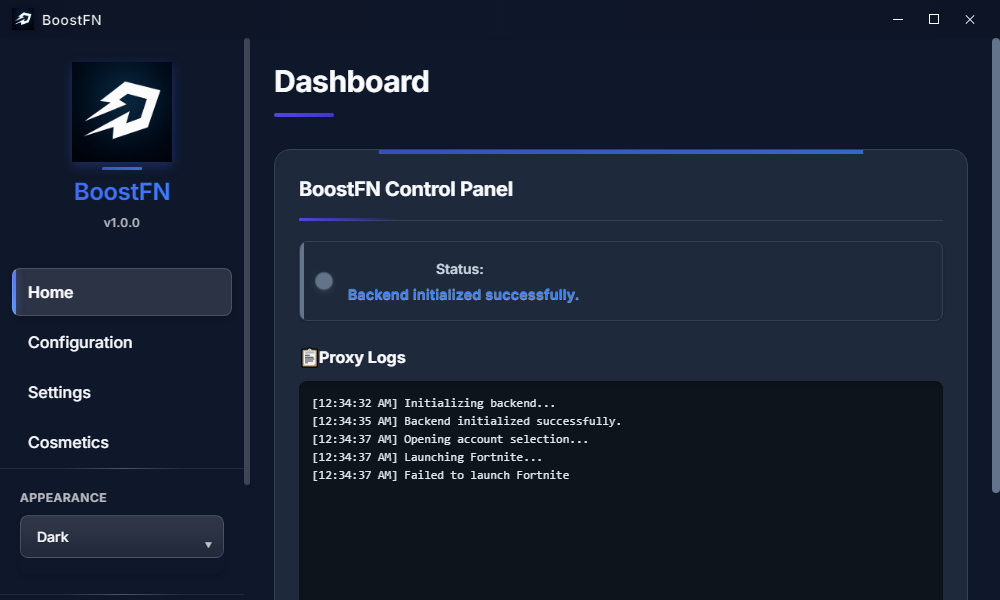 BoostFN
BoostFN
v1.0.0
Home
Configuration
Settings
Cosmetics
APPEARANCE
Dark
Dashboard
BoostFN Control Panel
Status:
Backend initialized successfully.
Proxy Logs
[12:34:32 AM] Initializing backend...
[12:34:35 AM] Backend initialized successfully.
[12:34:37 AM] Opening account selection...
[12:34:37 AM] Launching Fortnite...
[12:34:37 AM] Failed to launch Fortnite